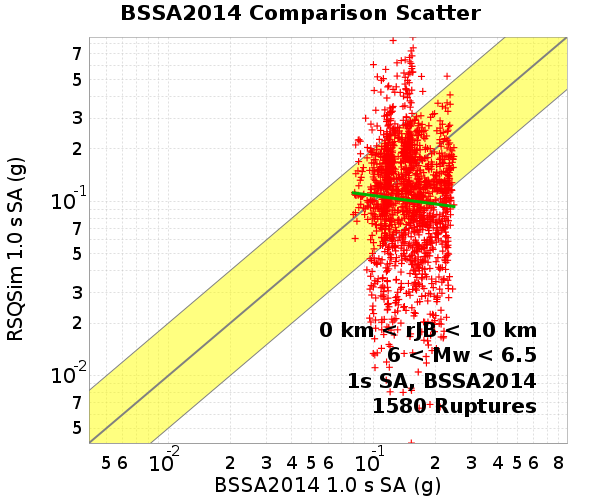 BSSA2014 Comparison Scatter
RSQSim 1.0 s SA (g)
7
5
3
2
10-1
7
5
3
2
10-2
7
5
0 km < rJB < 10 km
6 < Mw < 6.5
1s SA, BSSA2014
1580 Ruptures
5 6 10-2 2 3 4 5 6 8 10-1 2 3 4 5 6 8
BSSA2014 1.0 s SA (g)